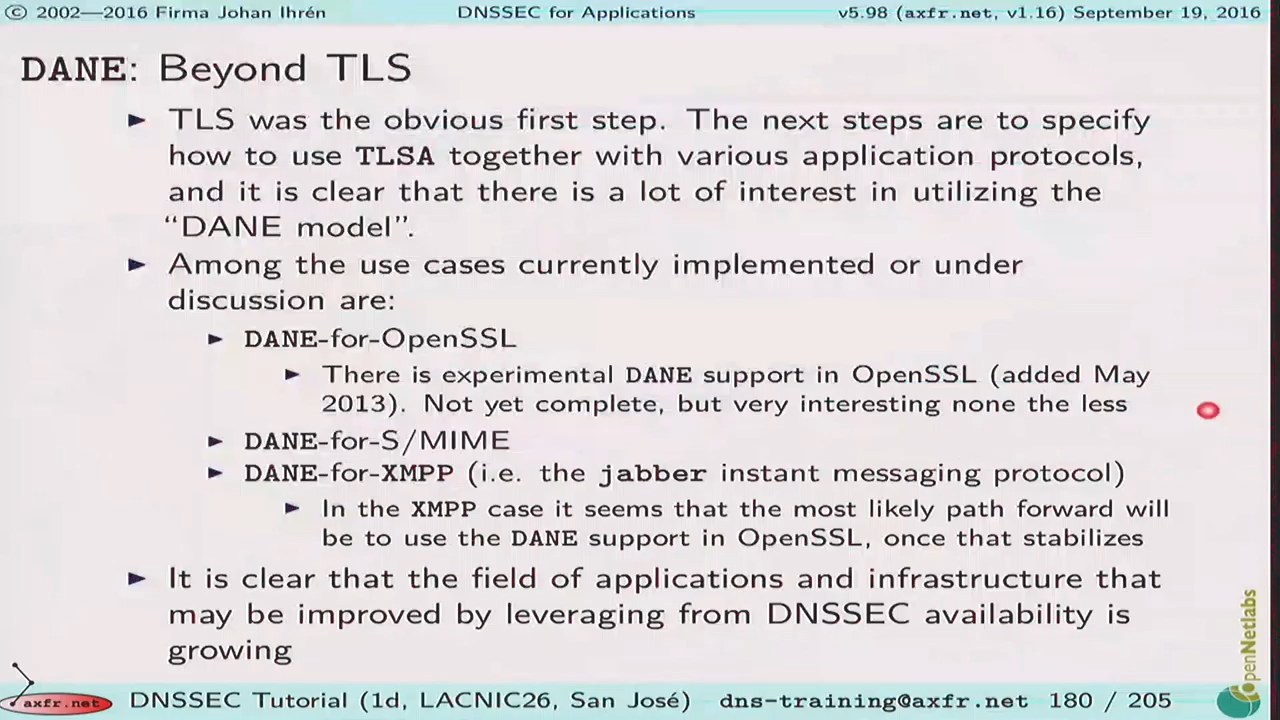 © 2002—2016 Firma Johan Ihrén DNSSEC for Applications v5.98 (axfr.net, v1.16) September 19, 2016
DANE: Beyond TLS
► TLS was the obvious first step. The next steps are to specify
how to use TLSA together with various application protocols,
and it is clear that there is a lot of interest in utilizing the
“DANE model”.
► Among the use cases currently implemented or under
discussion are:
► DANE-for-OpenSSL
► There is experimental DANE support in OpenSSL (added May
2013). Not yet complete, but very interesting none the less
► DANE-for-S/MIME
► DANE-for-XMPP (i.e. the jabber instant messaging protocol)
► In the XMPP case it seems that the most likely path forward will
be to use the DANE support in OpenSSL, once that stabilizes
► It is clear that the field of applications and infrastructure that
may be improved by leveraging from DNSSEC availability is
growing
OpenNetlabs
axfr.net DNSSEC Tutorial (1d, LACNIC26, San José) dns-training@axfr.net 180 / 205